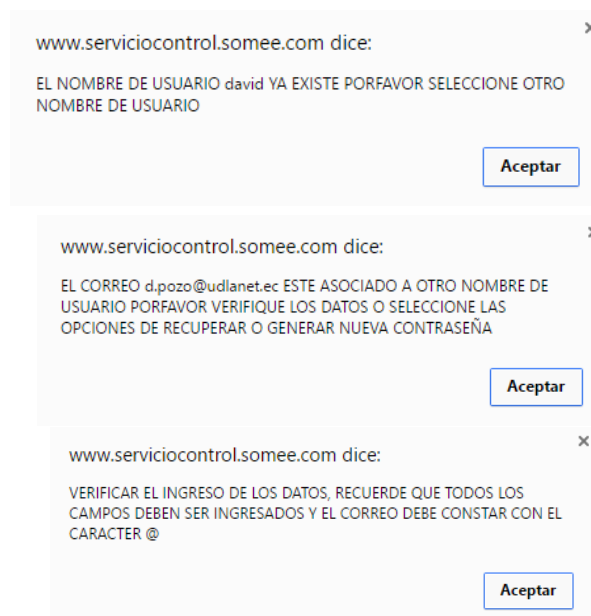 www.serviciocontrol.somee.com dice:
EL NOMBRE DE USUARIO david YA EXISTE PORFAVOR SELECCIONE OTRO
NOMBRE DE USUARIO
Aceptar
www.serviciocontrol.somee.com dice:
EL CORREO d.pozo@udlanet.ec ESTE ASOCIADO A OTRO NOMBRE DE
USUARIO PORFAVOR VERIFIQUE LOS DATOS O SELECCIONE LAS
OPCIONES DE RECUPERAR O GENERAR NUEVA CONTRASEÑA
Aceptar
www.serviciocontrol.somee.com dice:
VERIFICAR EL INGRESO DE LOS DATOS, RECUERDE QUE TODOS LOS
CAMPOS DEBEN SER INGRESADOS Y EL CORREO DEBE CONSTAR CON EL
CARACTER @
Aceptar